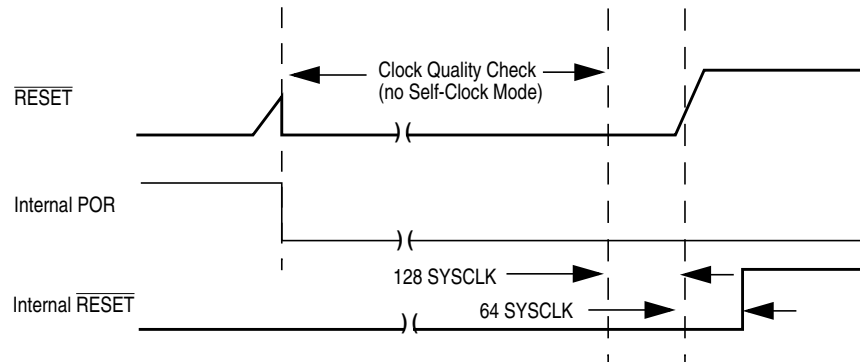 Clock Quality Check
(no Self-Clock Mode)
RESET
Internal POR
128 SYSCLK
Internal RESET
64 SYSCLK